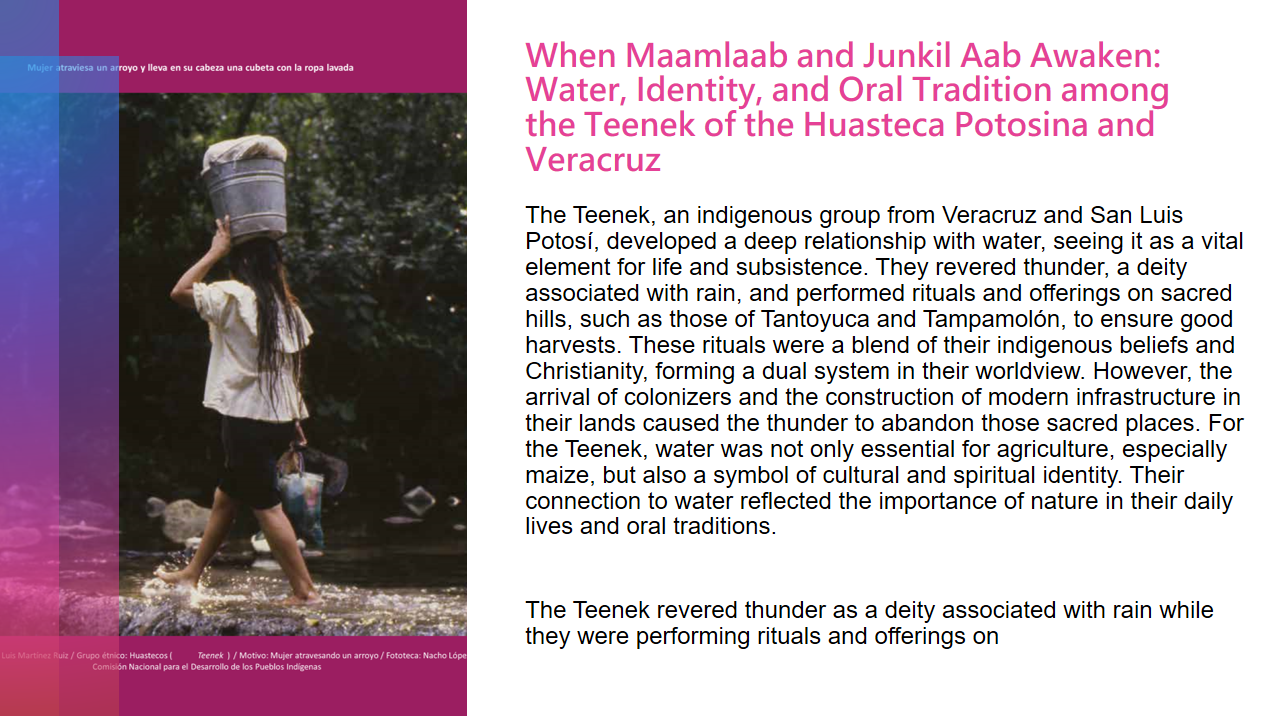 Mujer atraviesa un arroyo y lleva en su cabeza una cubeta con la ropa lavada
When Maamlaab and Junkil Aab Awaken:
Water, Identity, and Oral Tradition among
the Teenek of the Huasteca Potosina and
Veracruz
The Teenek, an indigenous group from Veracruz and San Luis
Potosí, developed a deep relationship with water, seeing it as a vital
element for life and subsistence. They revered thunder, a deity
associated with rain, and performed rituals and offerings on sacred
hills, such as those of Tantoyuca and Tampamolón, to ensure good
harvests. These rituals were a blend of their indigenous beliefs and
Christianity, forming a dual system in their worldview. However, the
arrival of colonizers and the construction of modern infrastructure in
their lands caused the thunder to abandon those sacred places. For
the Teenek, water was not only essential for agriculture, especially
maize, but also a symbol of cultural and spiritual identity. Their
connection to water reflected the importance of nature in their daily
lives and oral traditions.
The Teenek revered thunder as a deity associated with rain while
they were performing rituals and offerings on
Luis Martínez Ruiz / Grupo étnico: Huastecos ( Teenek ) / Motivo: Mujer atravesando un arroyo / Fototeca: Nacho Lópe
Comisión Nacional para el Desarrollo de los Pueblos Indígenas